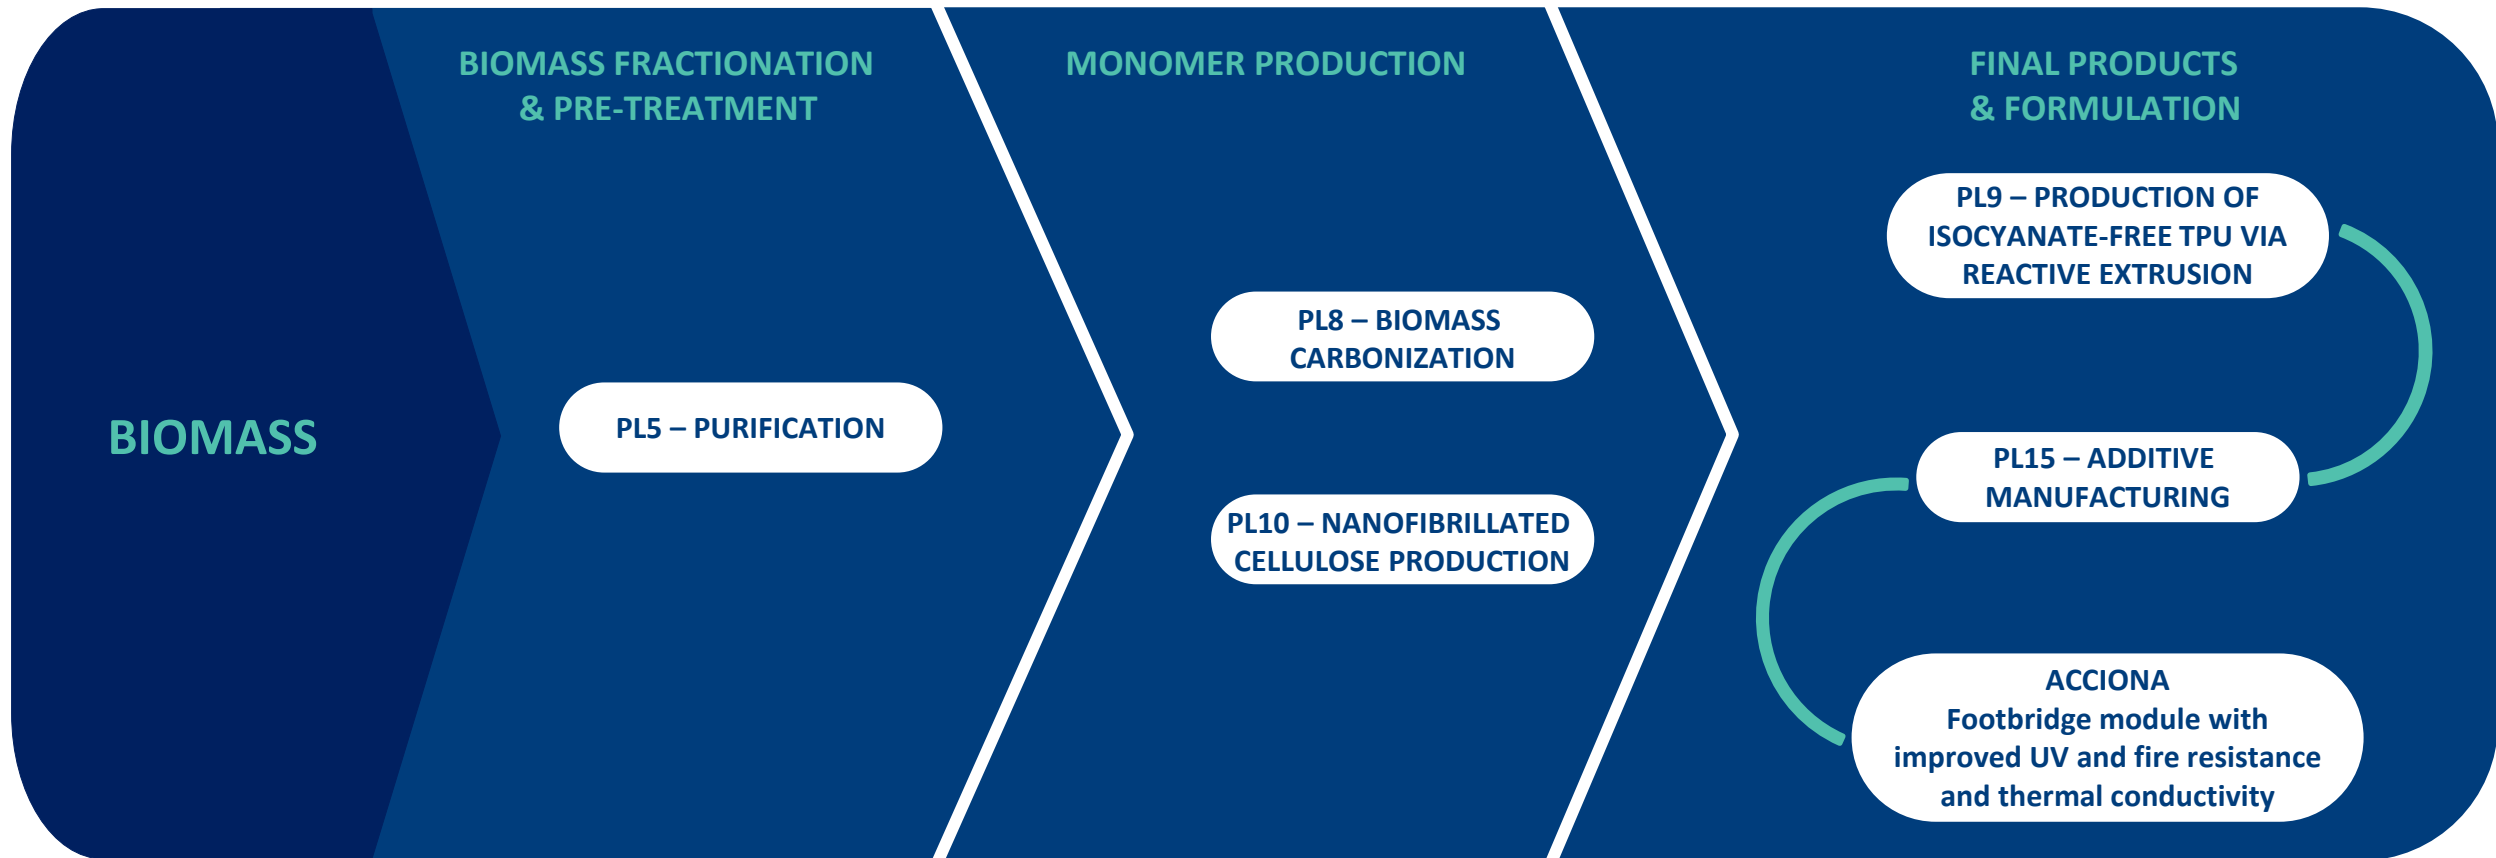 BIOMASS
BIOMASS FRACTIONATION
& PRE-TREATMENT
PL5 – PURIFICATION
MONOMER PRODUCTION
PL8 – BIOMASS
CARBONIZATION
PL10 – NANOFIBRILLATED
CELLULOSE PRODUCTION
FINAL PRODUCTS
& FORMULATION
PL9 – PRODUCTION OF
ISOCYANATE-FREE TPU VIA
REACTIVE EXTRUSION
PL15 – ADDITIVE
MANUFACTURING
ACCIONA
Footbridge module with
improved UV and fire resistance
and thermal conductivity